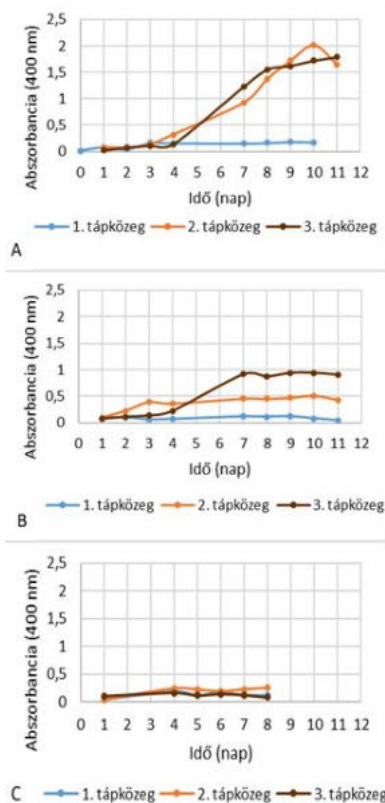 Abszorbancia (400 nm)
2,5
2
1,5
1
0,5
0
0 1 2 3 4 5 6 7 8 9 10 11 12
Idő (nap)
A
1. tápközeg 2. tápközeg 3. tápközeg
Abszorbancia (400 nm)
2,5
2
1,5
1
0,5
0
0 1 2 3 4 5 6 7 8 9 10 11 12
Idő (nap)
B
1. tápközeg 2. tápközeg 3. tápközeg
Abszorbancia (400 nm)
2,5
2
1,5
1
0,5
0
0 1 2 3 4 5 6 7 8 9 10 11 12
Idő (nap)
C
1. tápközeg 2. tápközeg 3. tápközeg